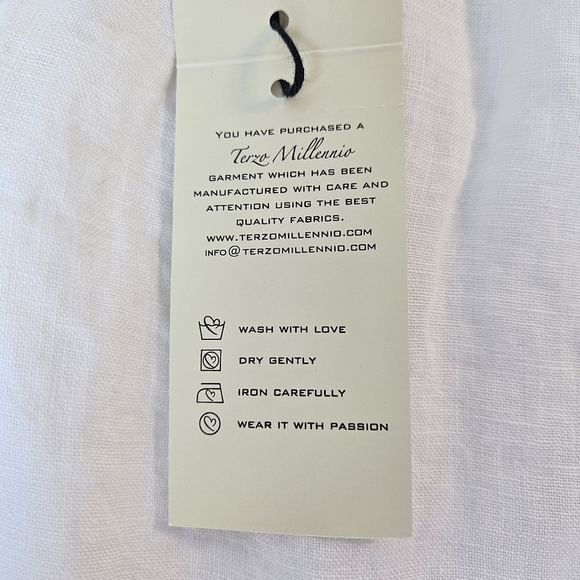 YOU HAVE PURCHASED A
Terzo Millennio
GARMENT WHICH HAS BEEN
MANUFACTURED WITH CARE AND
ATTENTION USING THE BEST
QUALITY FABRICS.
WWW.TERZOMILLENNIO.COM
INFO@TERZOMILLENNIO.COM
WASH WITH LOVE
DRY GENTLY
IRON CAREFULLY
WEAR IT WITH PASSION